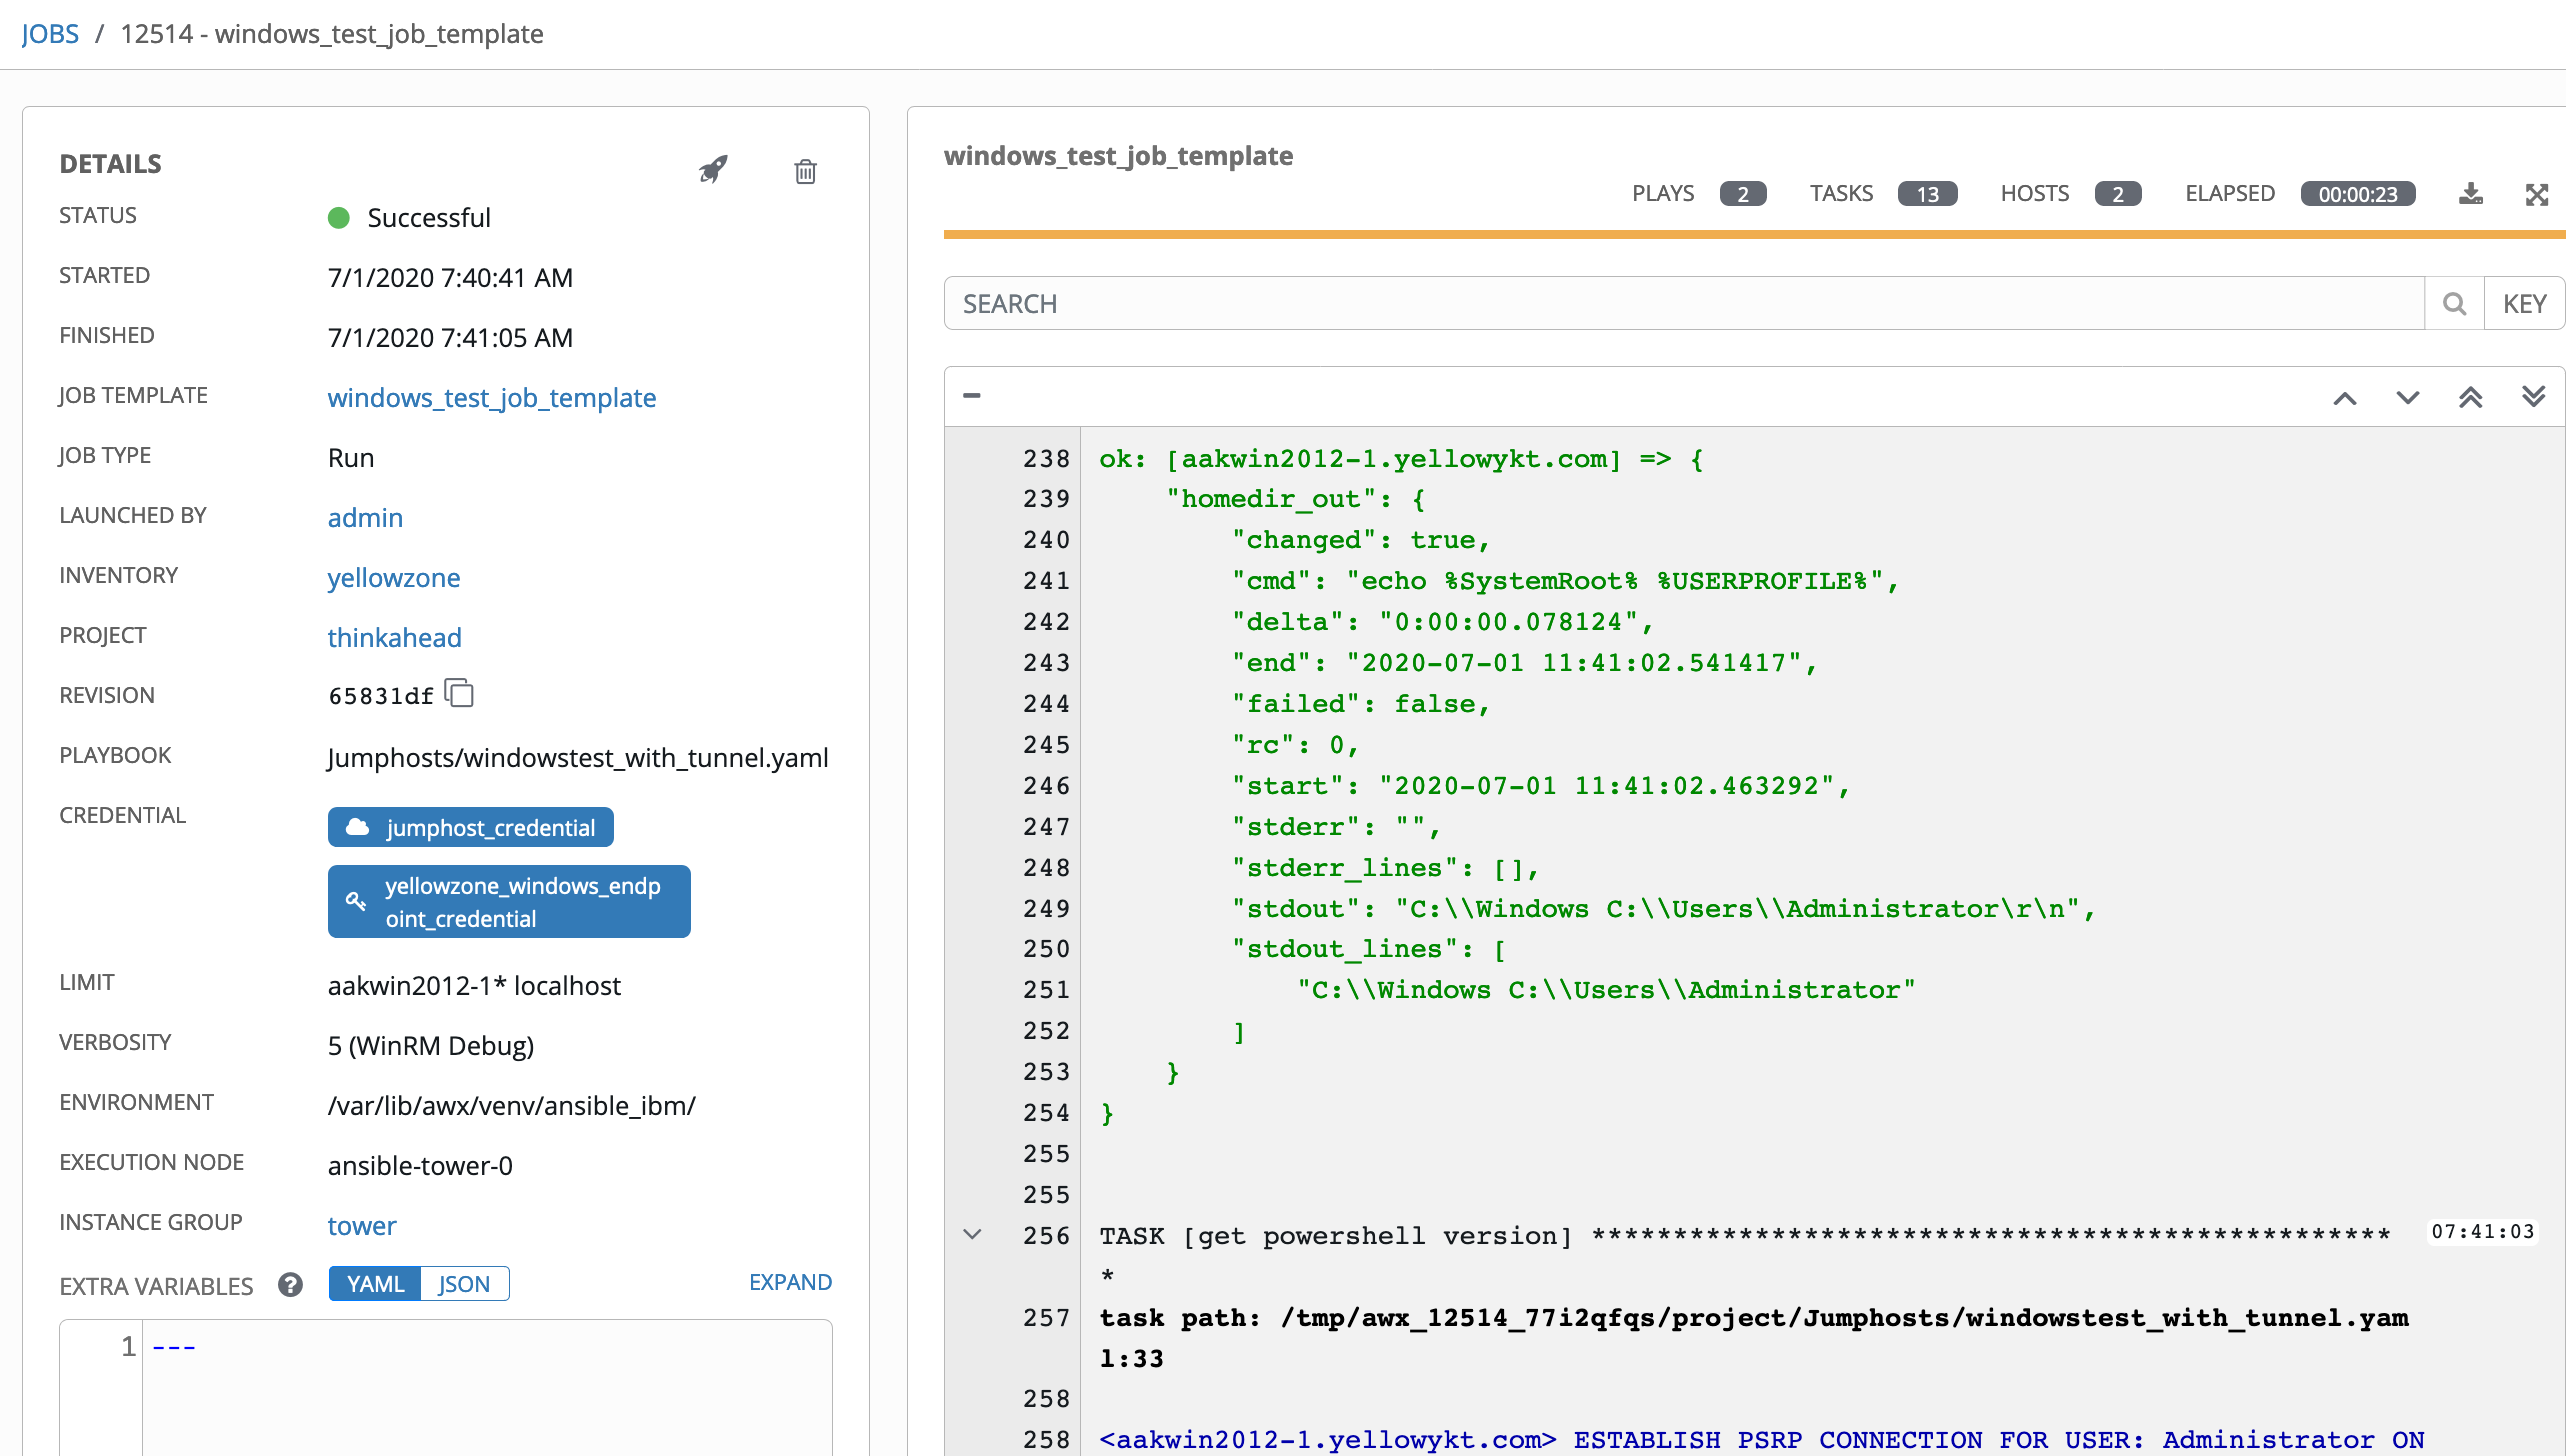 JOBS / 12514 - windows_test_job_template
DETAILS
STATUS Successful
STARTED 7/1/2020 7:40:41 AM
FINISHED 7/1/2020 7:41:05 AM
JOB TEMPLATE windows_test_job_template
JOB TYPE Run
LAUNCHED BY admin
INVENTORY yellowzone
PROJECT thinkahead
REVISION 65831df
PLAYBOOK Jumphosts/windowstest_with_tunnel.yaml
CREDENTIAL jumphost_credential
yellowzone_windows_endp
oint_credential
LIMIT aakwin2012-1* localhost
VERBOSITY 5 (WinRM Debug)
ENVIRONMENT /var/lib/awx/venv/ansible_ibm/
EXECUTION NODE ansible-tower-0
INSTANCE GROUP tower
EXTRA VARIABLES ? YAML JSON EXPAND
1 ---
windows_test_job_template
PLAYS 2 TASKS 13 HOSTS 2 ELAPSED 00:00:23
SEARCH KEY
238 ok: [aakwin2012-1.yellowykt.com] => {
239 "homedir_out": {
240 "changed": true,
241 "cmd": "echo %SystemRoot% %USERPROFILE%",
242 "delta": "0:00:00.078124",
243 "end": "2020-07-01 11:41:02.541417",
244 "failed": false,
245 "rc": 0,
246 "start": "2020-07-01 11:41:02.463292",
247 "stderr": "",
248 "stderr_lines": [],
249 "stdout": "C:\\Windows C:\\Users\\Administrator\r\n",
250 "stdout_lines": [
251 "C:\\Windows C:\\Users\\Administrator"
252 ]
253 }
254 }
255
255
256 TASK [get powershell version] ************************************************* 07:41:03
*
257 task path: /tmp/awx_12514_77i2qfqs/project/Jumphosts/windowstest_with_tunnel.yam
l:33
258
258 <aakwin2012-1.yellowykt.com> ESTABLISH PSRP CONNECTION FOR USER: Administrator ON